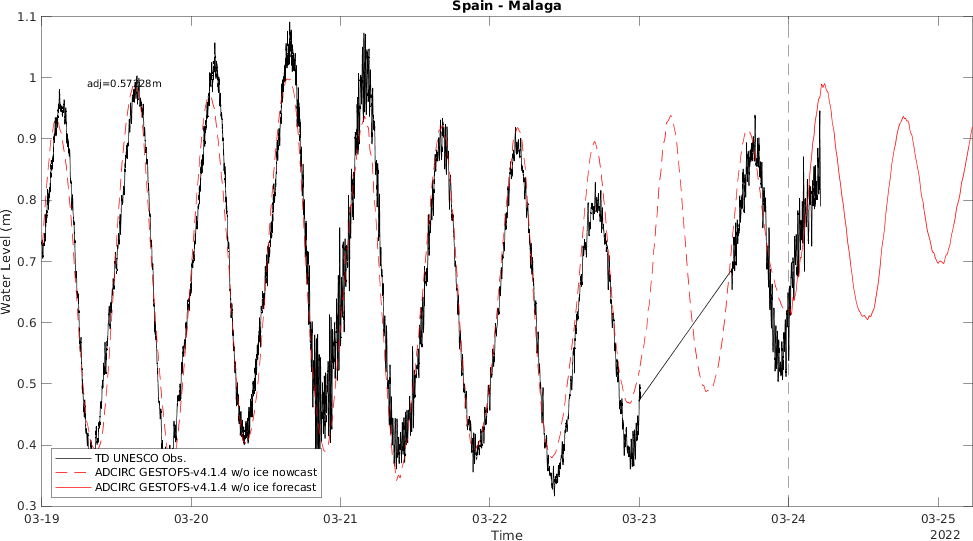 Spain - Malaga
1.1
1
0.9
0.8
0.7
0.6
0.5
0.4
0.3
Water Level (m)
TD UNESCO Obs.
ADCIRC GESTOFS-v4.1.4 w/o ice nowcast
ADCIRC GESTOFS-v4.1.4 w/o ice forecast
03-19
03-20
03-21
03-22
03-23
03-24
03-25
Time
2022